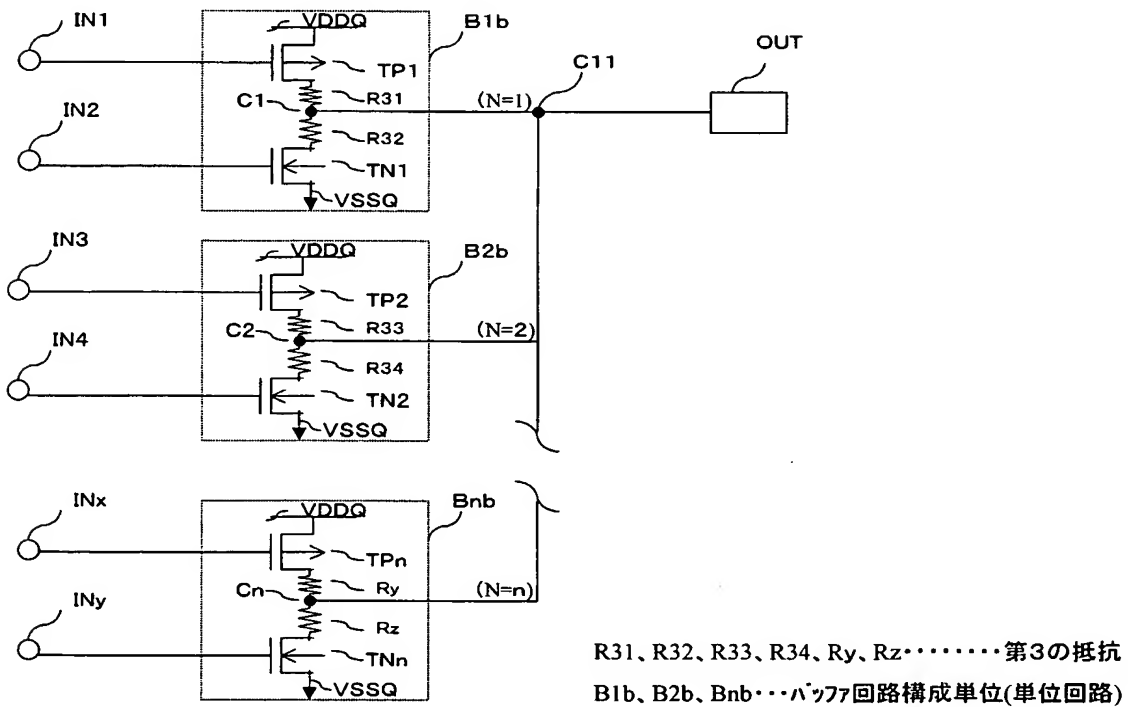 IN1
VDDQ
B1b
TP1
C11
OUT
IN2
C1
R31
(N=1)
R32
TN1
VSSQ
IN3
VDDQ
B2b
TP2
IN4
C2
R33
(N=2)
R34
TN2
VSSQ
INx
VDDQ
Bnb
TPn
INy
Cn
Ry
(N=n)
Rz
TNn
VSSQ
R31、R32、R33、R34、Ry、Rz・・・・・・・・・第3の抵抗
B1b、B2b、Bnb・・・バッファ回路構成単位(単位回路)